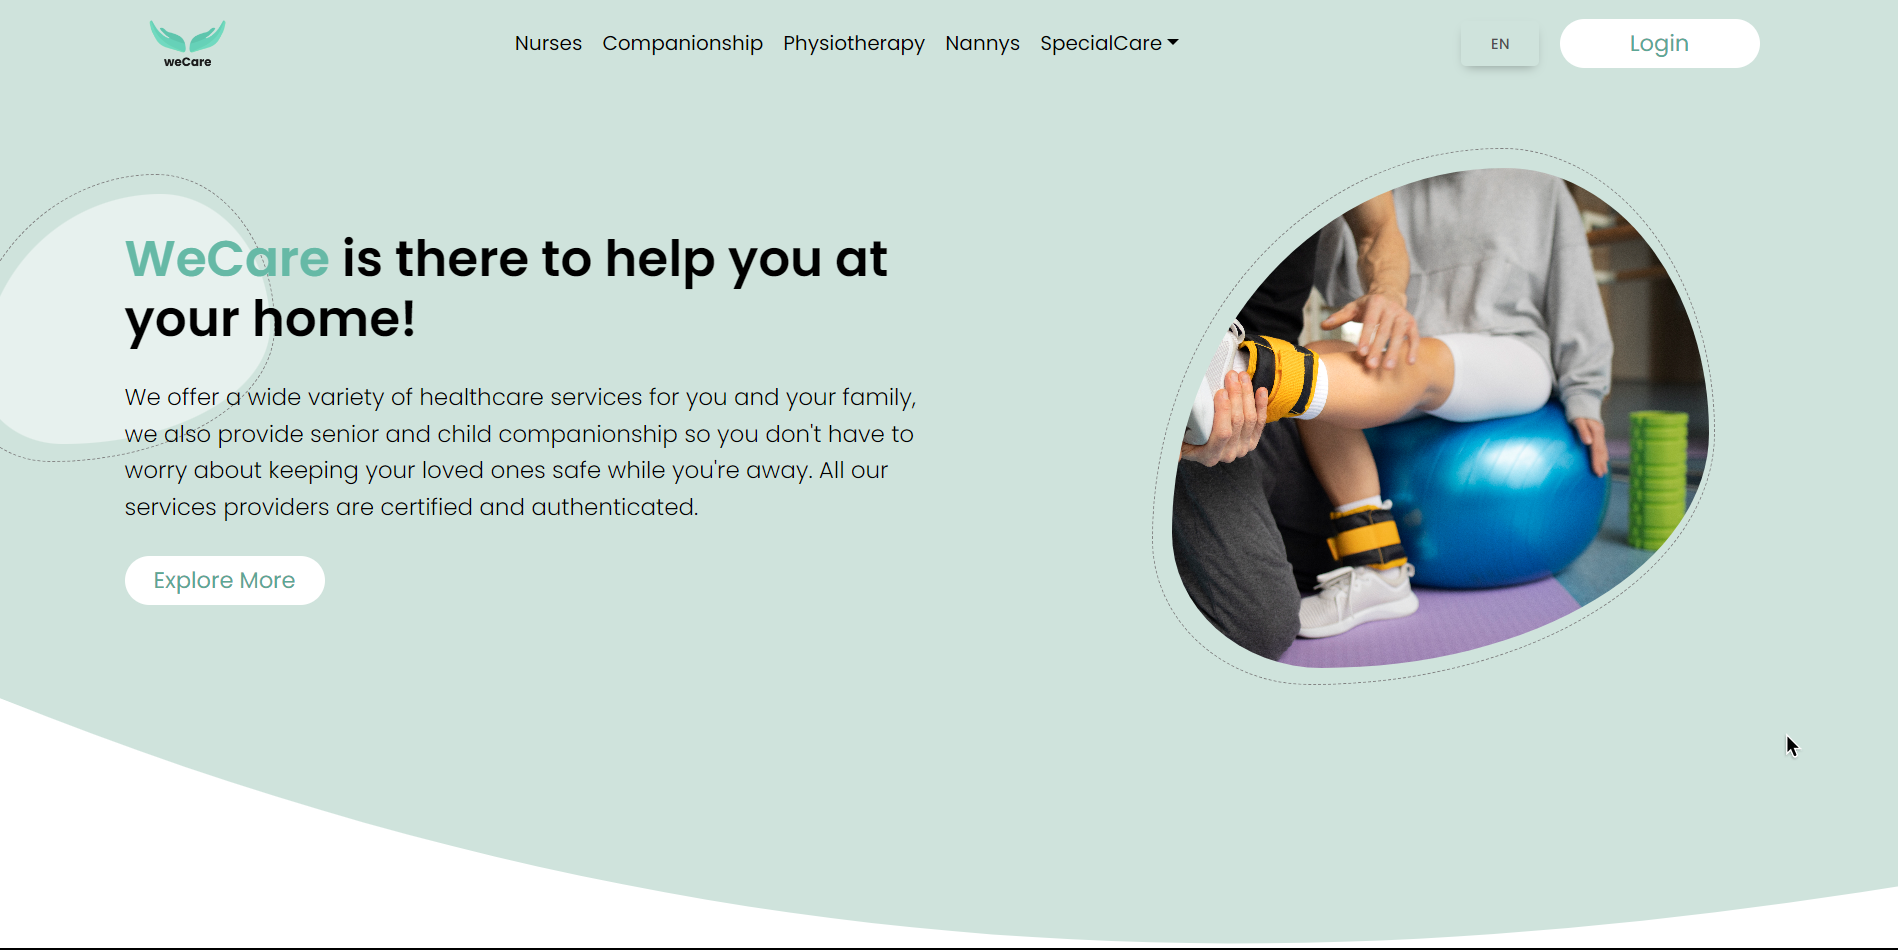 weCare
Nurses Companionship Physiotherapy Nannys SpecialCare
EN
Login
WeCare is there to help you at
your home!
We offer a wide variety of healthcare services for you and your family,
we also provide senior and child companionship so you don't have to
worry about keeping your loved ones safe while you're away. All our
services providers are certified and authenticated.
Explore More